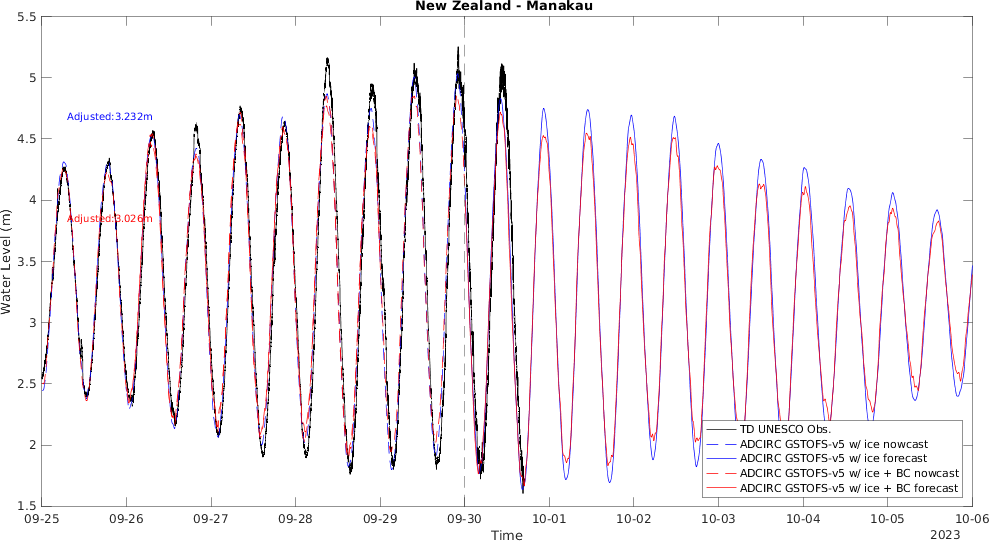 New Zealand - Manakau
5.5
5
4.5
4
3.5
3
2.5
2
1.5
Water Level (m)
Adjusted:3.232m
Adjusted:3.026m
TD UNESCO Obs.
ADCIRC GSTOFS-v5 w/ ice nowcast
ADCIRC GSTOFS-v5 w/ ice forecast
ADCIRC GSTOFS-v5 w/ ice + BC nowcast
ADCIRC GSTOFS-v5 w/ ice + BC forecast
09-25 09-26 09-27 09-28 09-29 09-30 10-01 10-02 10-03 10-04 10-05 10-06
Time
2023